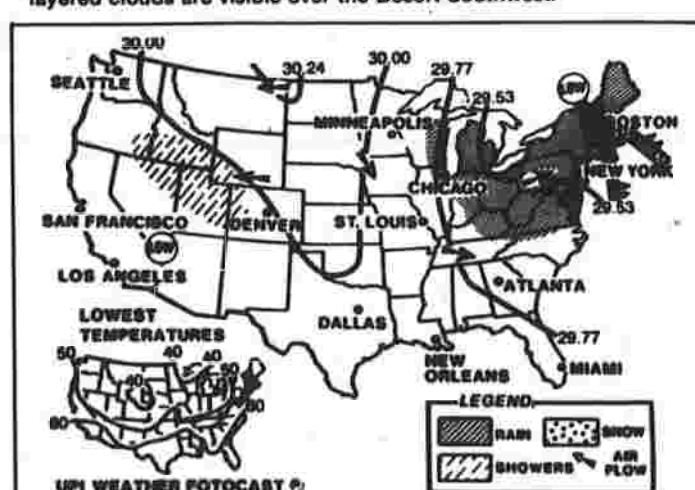 layered clouds are visible over the Desert Southwest.
30.00
30.24
30.00
29.77
29.53
LOW
SEATTLE
MINNEAPOLIS
BOSTON
NEW YORK
CHICAGO
29.53
SAN FRANCISCO
DENVER
ST. LOUIS
LOW
LOS ANGELES
ATLANTA
LOWEST
TEMPERATURES
DALLAS
29.77
NEW
ORLEANS
MIAMI
50
40
40
50
40
60
60
LEGEND
RAIN
SNOW
SHOWERS
AIR
FLOW
UPI WEATHER FOTOCAST ©